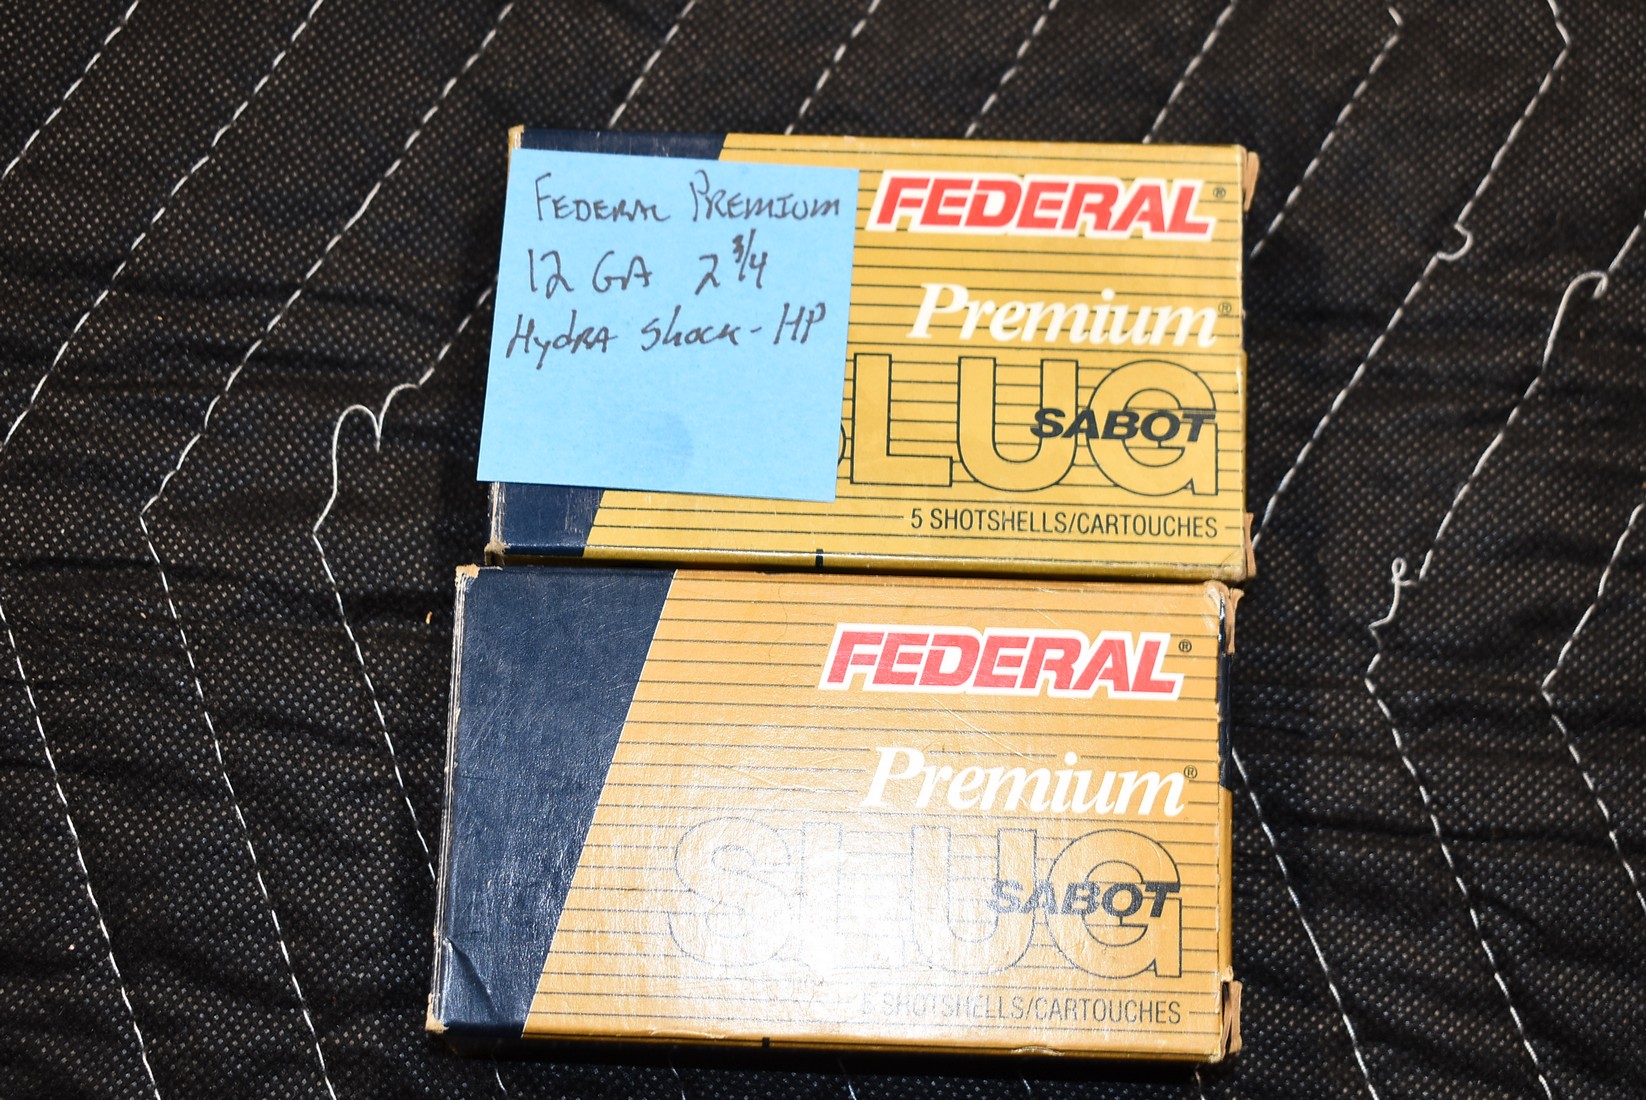 FEDERAL PREMIUM
12 GA 2 3/4
HYDRA SHOCK - HP
FEDERAL®
Premium®
SLUG
SABOT
5 SHOTSHELLS/CARTOUCHES
FEDERAL®
Premium®
SLUG
SABOT
5 SHOTSHELLS/CARTOUCHES